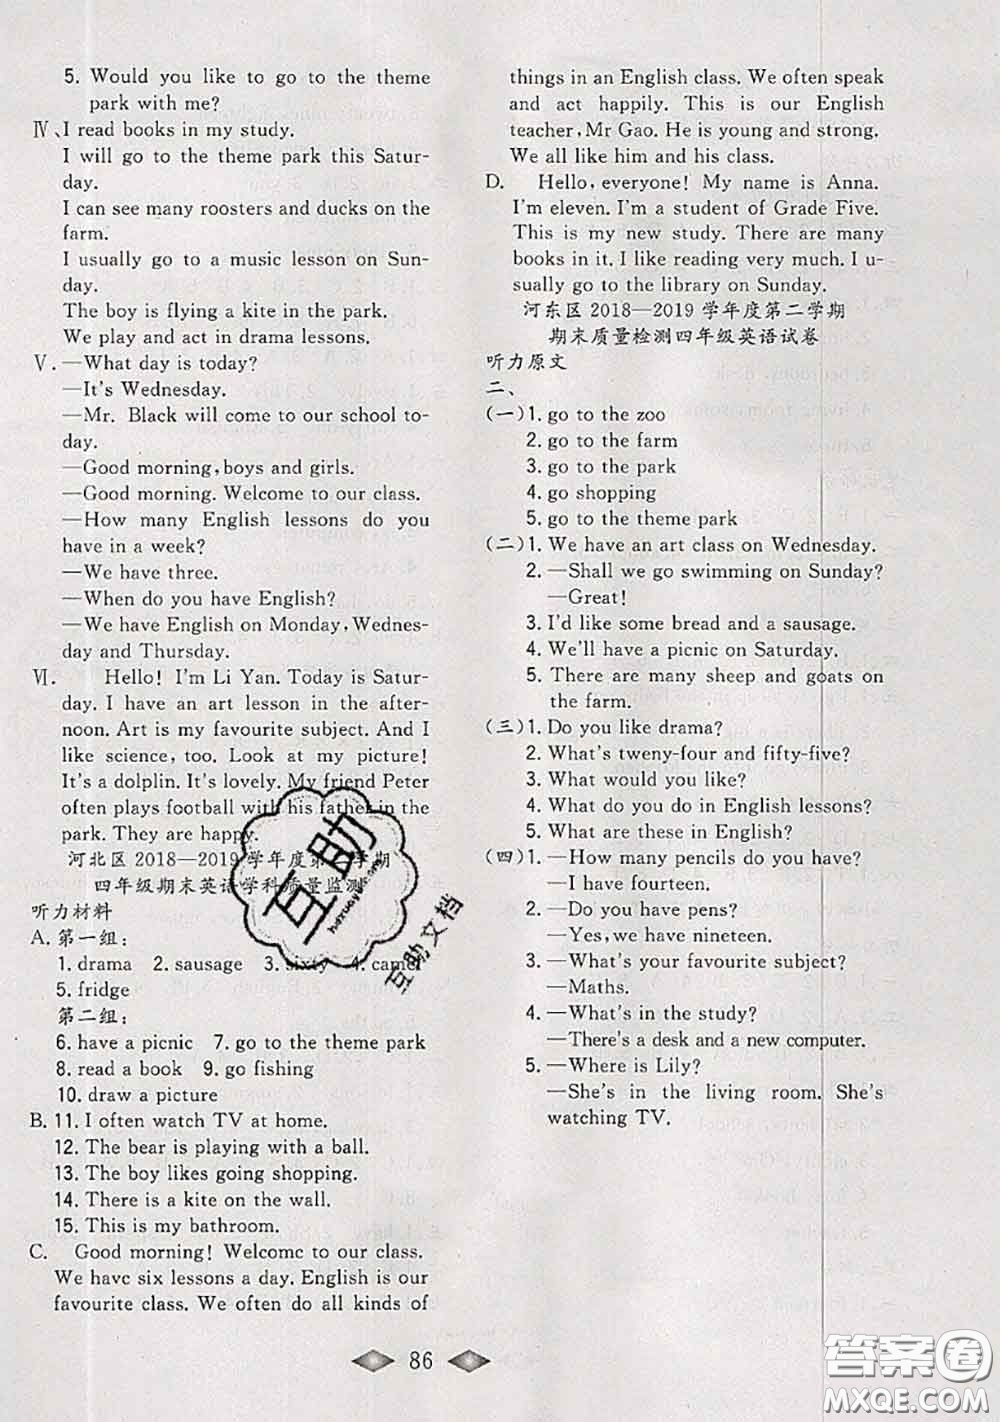 5. Would you like to go to the theme
park with me?
Ⅳ、I read books in my study.
I will go to the theme park this Satur-
day.
I can see many roosters and ducks on the
farm.
I usually go to a music lesson on Sun-
day.
The boy is flying a kite in the park.
We play and act in drama lessons.
Ⅴ. —What day is today?
—It's Wednesday.
—Mr. Black will come to our school to-
day.
—Good morning, boys and girls.
—Good morning. Welcome to our class.
—How many English lessons do you
have in a week?
—We have three.
—When do you have English?
—We have English on Monday, Wednes-
day and Thursday.
Ⅵ. Hello! I'm Li Yan. Today is Satur-
day. I have an art lesson in the after-
noon. Art is my favourite subject. And I
like science, too. Look at my picture!
It's a dolplin. It's lovely. My friend Peter
often plays football with his father in the
park. They are happy.
河北区 2018—2019 学年度第二学期
四年级期末英语学科质量监测
听力材料
A. 第一组:
1. drama 2. sausage 3. sixty 4. camel
5. fridge
第二组:
6. have a picnic 7. go to the theme park
8. read a book 9. go fishing
10. draw a picture
B. 11. I often watch TV at home.
12. The bear is playing with a ball.
13. The boy likes going shopping.
14. There is a kite on the wall.
15. This is my bathroom.
C. Good morning! Welcomc to our class.
We havc six lessons a day. English is our
favourite class. We often do all kinds of
things in an English class. We often speak
and act happily. This is our English
teacher, Mr Gao. He is young and strong.
We all like him and his class.
D. Hello, everyone! My name is Anna.
I'm eleven. I'm a student of Grade Five.
This is my new study. There are many
books in it. I like reading very much. I u-
sually go to the library on Sunday.
河东区 2018—2019 学年度第二学期
期末质量检测四年级英语试卷
听力原文
二、
(一)1. go to the zoo
2. go to the farm
3. go to the park
4. go shopping
5. go to the theme park
(二)1. We have an art class on Wednesday.
2. —Shall we go swimming on Sunday?
—Great!
3. I'd like some bread and a sausage.
4. We'll have a picnic on Saturday.
5. There are many sheep and goats on
the farm.
(三)1. Do you like drama?
2. What's tweny-four and fifty-five?
3. What would you like?
4. What do you do in English lessons?
5. What are these in English?
(四)1. —How many pencils do you have?
—I have fourteen.
2. —Do you have pens?
—Yes, we have nineteen.
3. —What's your favourite subject?
—Maths.
4. —What's in the study?
—There's a desk and a new computer.
5. —Where is Lily?
—She's in the living room. She's
watching TV.
86
互助
互助文档
答案圈
MXQE.COM